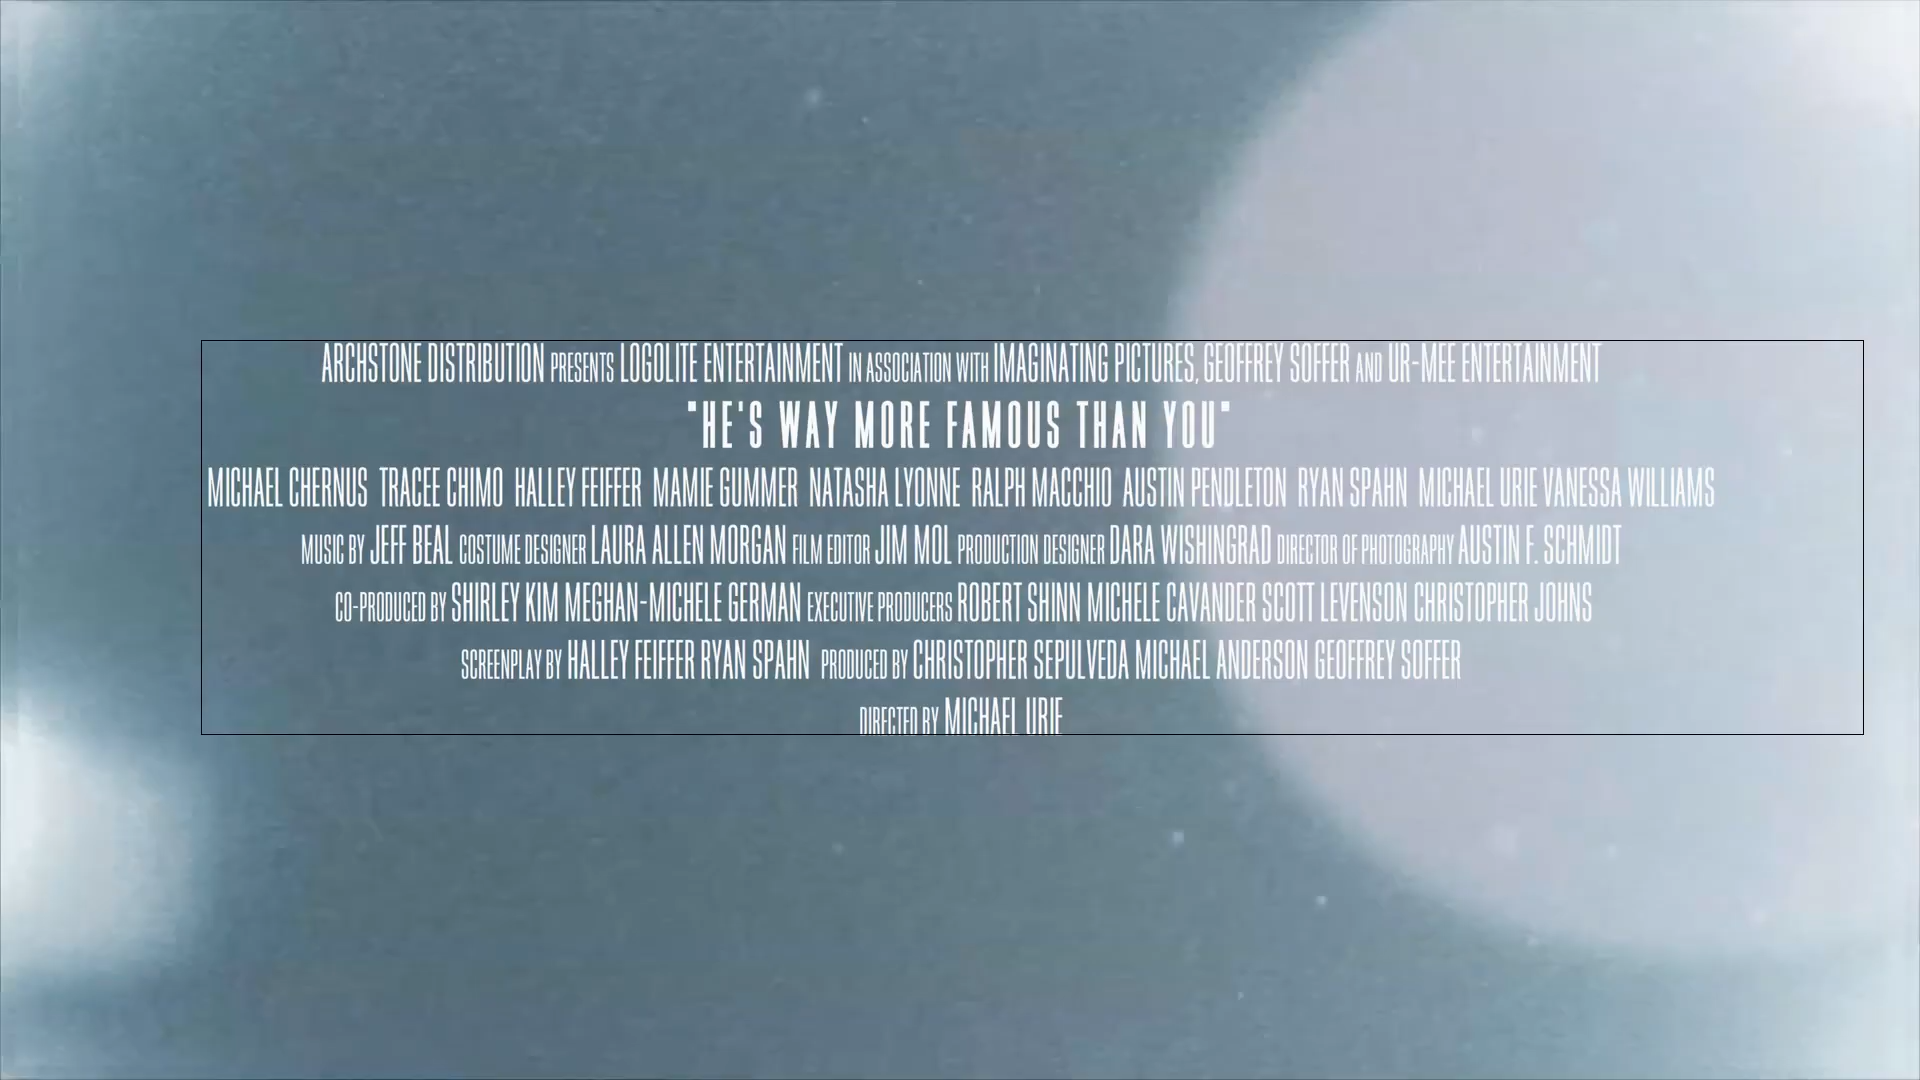 ARCHSTONE DISTRIBUTION PRESENTS LOGOLITE ENTERTAINMENT IN ASSOCIATION WITH IMAGINATING PICTURES, GEOFFREY SOFFER AND UR-MEE ENTERTAINMENT
"HE'S WAY MORE FAMOUS THAN YOU"
MICHAEL CHERNUS TRACEE CHIMO HALLEY FEIFFER MAMIE GUMMER NATASHA LYONNE RALPH MACCHIO AUSTIN PENDLETON RYAN SPAHN MICHAEL URIE VANESSA WILLIAMS
MUSIC BY JEFF BEAL COSTUME DESIGNER LAURA ALLEN MORGAN FILM EDITOR JIM MOL PRODUCTION DESIGNER DARA WISHINGRAD DIRECTOR OF PHOTOGRAPHY AUSTIN F. SCHMIDT
CO-PRODUCED BY SHIRLEY KIM MEGHAN-MICHELE GERMAN EXECUTIVE PRODUCERS ROBERT SHINN MICHELE CAVANDER SCOTT LEVENSON CHRISTOPHER JOHNS
SCREENPLAY BY HALLEY FEIFFER RYAN SPAHN PRODUCED BY CHRISTOPHER SEPULVEDA MICHAEL ANDERSON GEOFFREY SOFFER
DIRECTED BY MICHAEL URIE